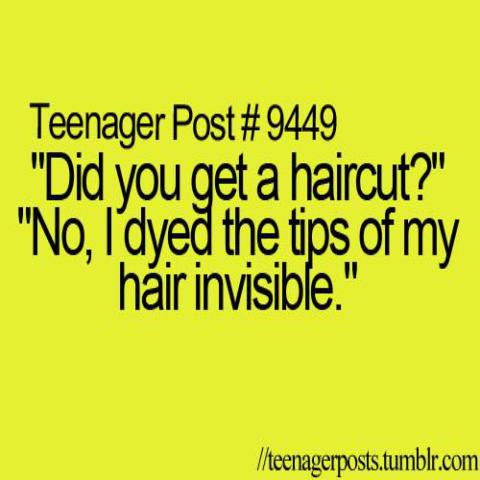 Teenager Post # 9449
"Did you get a haircut?"
"No, I dyed the tips of my
hair invisible."
//teenagerposts.tumblr.com